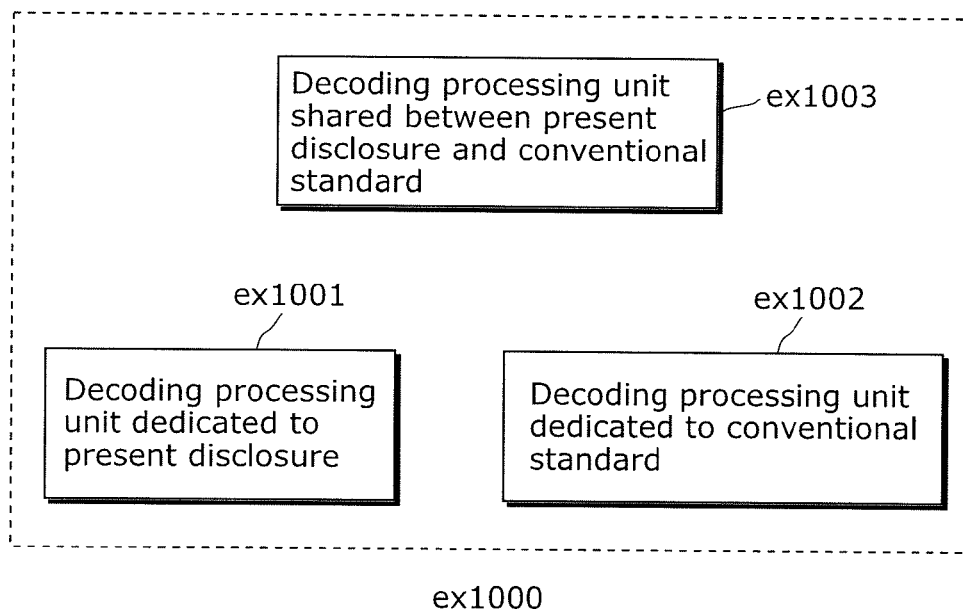 Decoding processing unit
shared between present
disclosure and conventional
standard
ex1003
ex1001
Decoding processing
unit dedicated to
present disclosure
ex1002
Decoding processing unit
dedicated to conventional
standard
ex1000